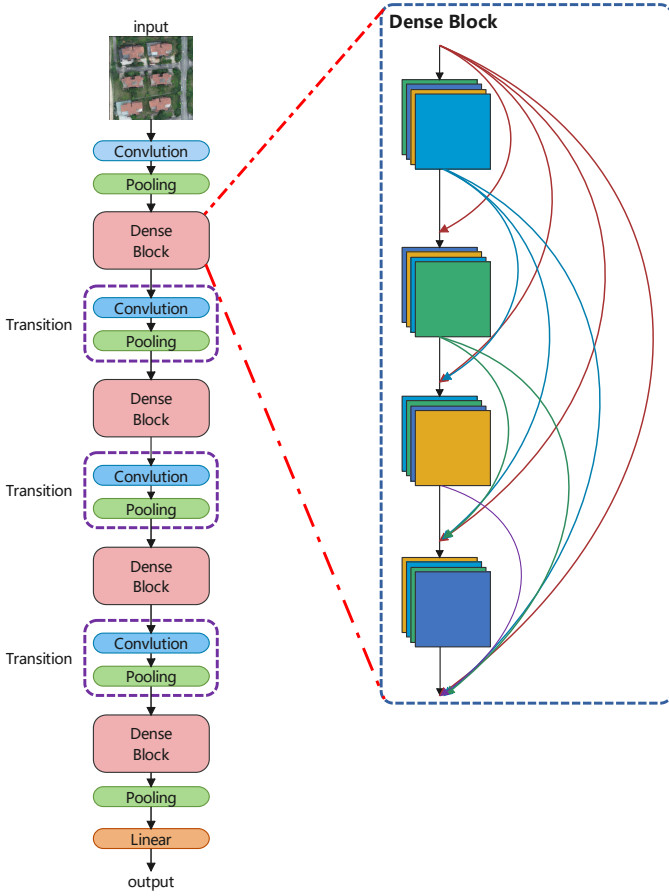 input
Convlution
Pooling
Dense
Block
Transition
Convlution
Pooling
Dense
Block
Transition
Convlution
Pooling
Dense
Block
Transition
Convlution
Pooling
Dense
Block
Pooling
Linear
output
Dense Block